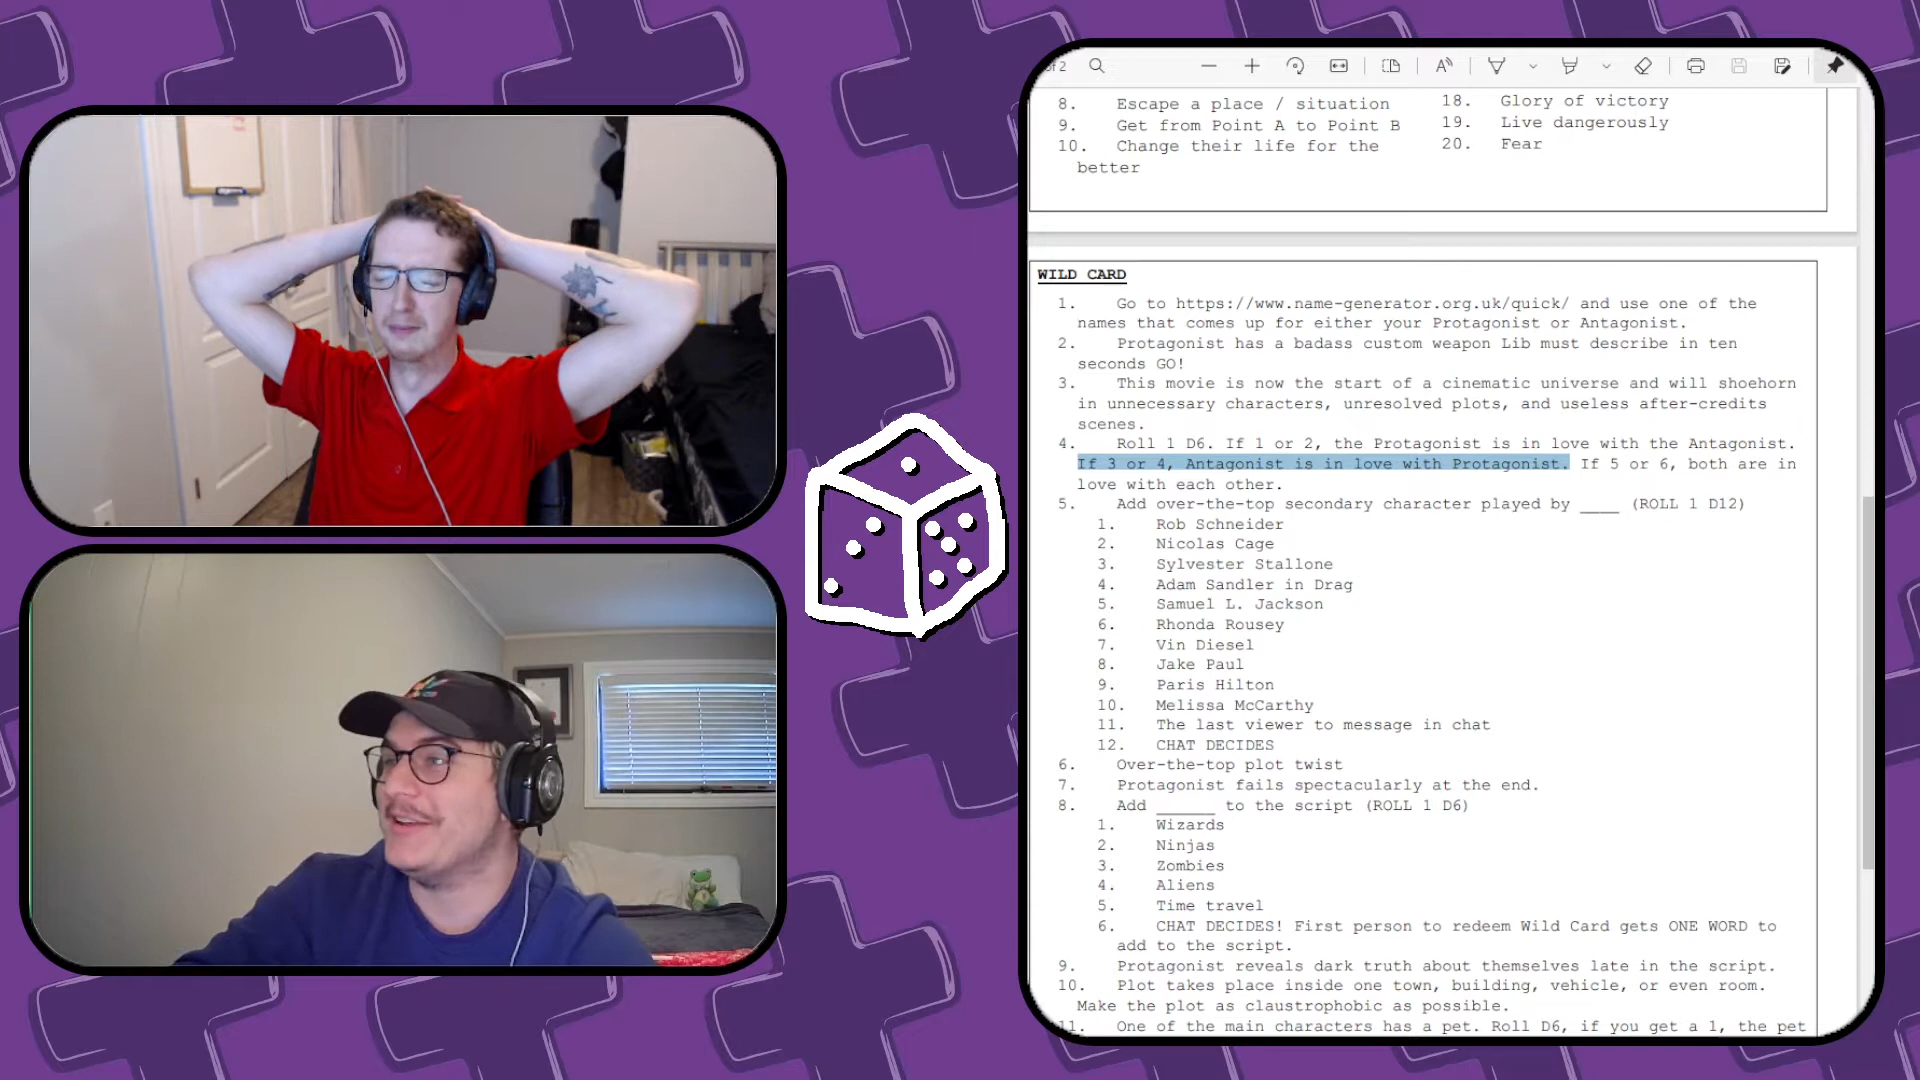 of 2
8. Escape a place / situation
9. Get from Point A to Point B
10. Change their life for the
better
18. Glory of victory
19. Live dangerously
20. Fear
WILD CARD
1. Go to https://www.name-generator.org.uk/quick/ and use one of the
names that comes up for either your Protagonist or Antagonist.
2. Protagonist has a badass custom weapon Lib must describe in ten
seconds GO!
3. This movie is now the start of a cinematic universe and will shoehorn
in unnecessary characters, unresolved plots, and useless after-credits
scenes.
4. Roll 1 D6. If 1 or 2, the Protagonist is in love with the Antagonist.
If 3 or 4, Antagonist is in love with Protagonist. If 5 or 6, both are in
love with each other.
5. Add over-the-top secondary character played by ____ (ROLL 1 D12)
1. Rob Schneider
2. Nicolas Cage
3. Sylvester Stallone
4. Adam Sandler in Drag
5. Samuel L. Jackson
6. Rhonda Rousey
7. Vin Diesel
8. Jake Paul
9. Paris Hilton
10. Melissa McCarthy
11. The last viewer to message in chat
12. CHAT DECIDES
6. Over-the-top plot twist
7. Protagonist fails spectacularly at the end.
8. Add ______ to the script (ROLL 1 D6)
1. Wizards
2. Ninjas
3. Zombies
4. Aliens
5. Time travel
6. CHAT DECIDES! First person to redeem Wild Card gets ONE WORD to
add to the script.
9. Protagonist reveals dark truth about themselves late in the script.
10. Plot takes place inside one town, building, vehicle, or even room.
Make the plot as claustrophobic as possible.
11. One of the main characters has a pet. Roll D6, if you get a 1, the pet